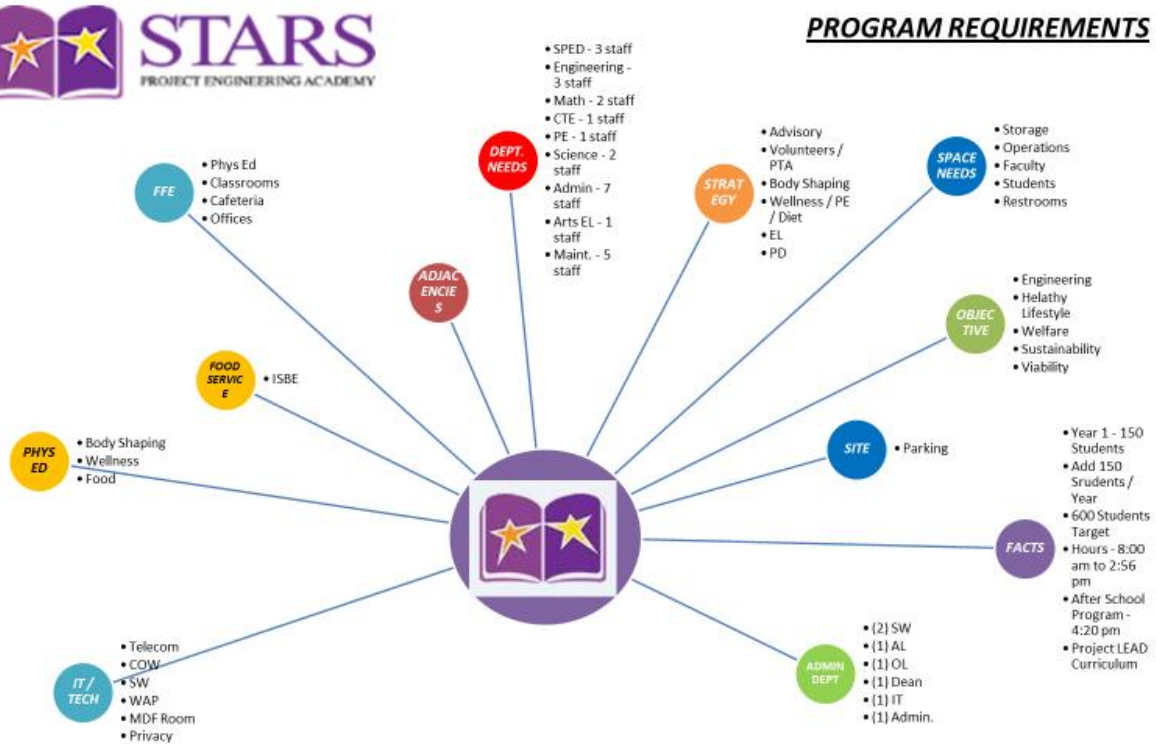 STARS
PROJECT ENGINEERING ACADEMY
PROGRAM REQUIREMENTS
FFE
• Phys Ed
• Classrooms
• Cafeteria
• Offices
ADJAC
ENCIE
S
DEPT.
NEEDS
• SPED - 3 staff
• Engineering -
3 staff
• Math - 2 staff
• CTE - 1 staff
• PE - 1 staff
• Science - 2
staff
• Admin - 7
staff
• Arts EL - 1
staff
• Maint. - 5
staff
STRAT
EGY
• Advisory
• Volunteers /
PTA
• Body Shaping
• Wellness / PE
/ Diet
• EL
• PD
SPACE
NEEDS
• Storage
• Operations
• Faculty
• Students
• Restrooms
OBJEC
TIVE
• Engineering
• Helathy
Lifestyle
• Welfare
• Sustainability
• Viability
FOOD
SERVIC
E
• ISBE
PHYS
ED
• Body Shaping
• Wellness
• Food
SITE
• Parking
FACTS
• Year 1 - 150
Students
• Add 150
Srudents /
Year
• 600 Students
Target
• Hours - 8:00
am to 2:56
pm
• After School
Program -
4:20 pm
• Project LEAD
Curriculum
IT /
TECH
• Telecom
• COW
• SW
• WAP
• MDF Room
• Privacy
ADMIN
DEPT
• (2) SW
• (1) AL
• (1) OL
• (1) Dean
• (1) IT
• (1) Admin.